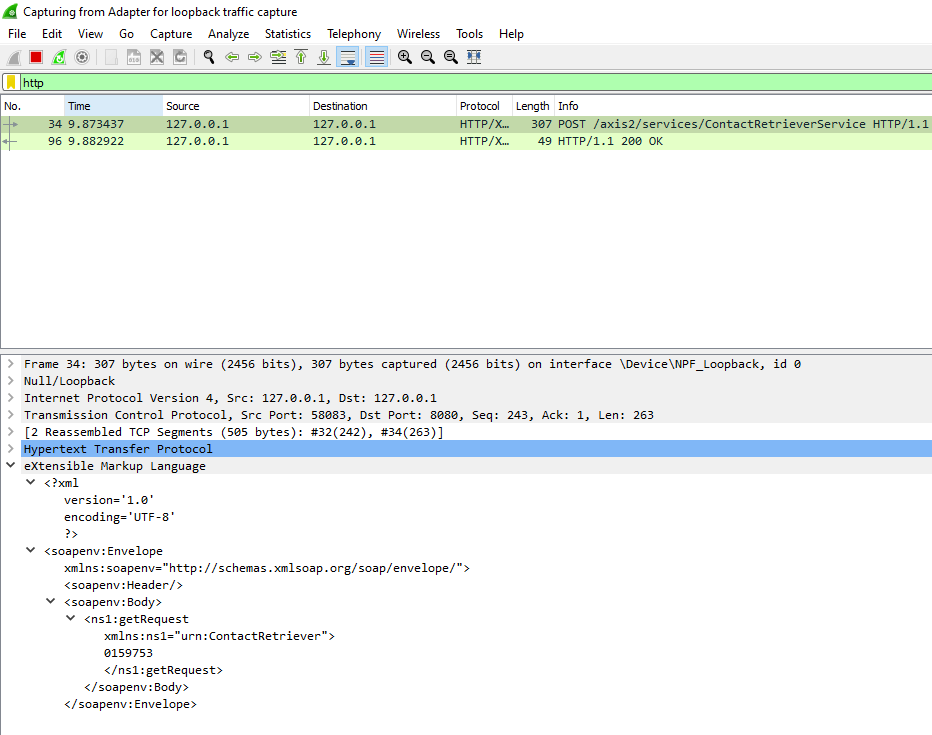 Capturing from Adapter for loopback traffic capture
File Edit View Go Capture Analyze Statistics Telephony Wireless Tools Help
http
No. Time Source Destination Protocol Length Info
34 9.873437 127.0.0.1 127.0.0.1 HTTP/X… 307 POST /axis2/services/ContactRetrieverService HTTP/1.1
96 9.882922 127.0.0.1 127.0.0.1 HTTP/X… 49 HTTP/1.1 200 OK
Frame 34: 307 bytes on wire (2456 bits), 307 bytes captured (2456 bits) on interface \Device\NPF_Loopback, id 0
Null/Loopback
Internet Protocol Version 4, Src: 127.0.0.1, Dst: 127.0.0.1
Transmission Control Protocol, Src Port: 58083, Dst Port: 8080, Seq: 243, Ack: 1, Len: 263
[2 Reassembled TCP Segments (505 bytes): #32(242), #34(263)]
Hypertext Transfer Protocol
eXtensible Markup Language
<?xml
version='1.0'
encoding='UTF-8'
?>
<soapenv:Envelope
xmlns:soapenv="http://schemas.xmlsoap.org/soap/envelope/">
<soapenv:Header/>
<soapenv:Body>
<ns1:getRequest
xmlns:ns1="urn:ContactRetriever">
0159753
</ns1:getRequest>
</soapenv:Body>
</soapenv:Envelope>